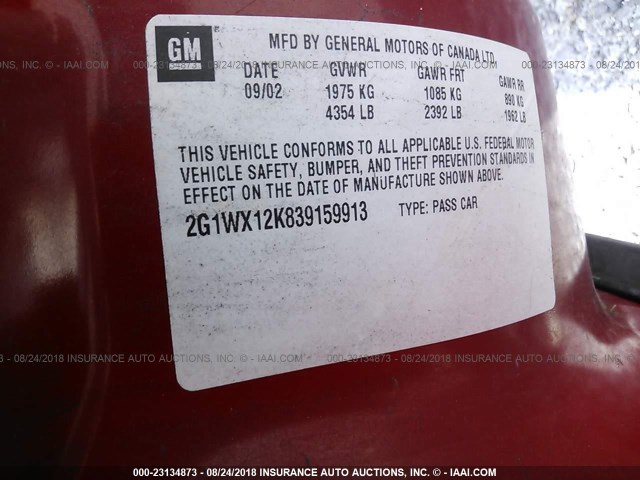 GM
MFD BY GENERAL MOTORS OF CANADA LTD
DATE GVWR GAWR FRT GAWR RR
09/02 1975 KG 1085 KG 890 KG
4354 LB 2392 LB 1962 LB
THIS VEHICLE CONFORMS TO ALL APPLICABLE U.S. FEDERAL MOTOR
VEHICLE SAFETY, BUMPER, AND THEFT PREVENTION STANDARDS IN
EFFECT ON THE DATE OF MANUFACTURE SHOWN ABOVE.
2G1WX12K839159913 TYPE: PASS CAR
000-23134873 - 08/24/2018 INSURANCE AUTO AUCTIONS, INC. © - IAAI.COM